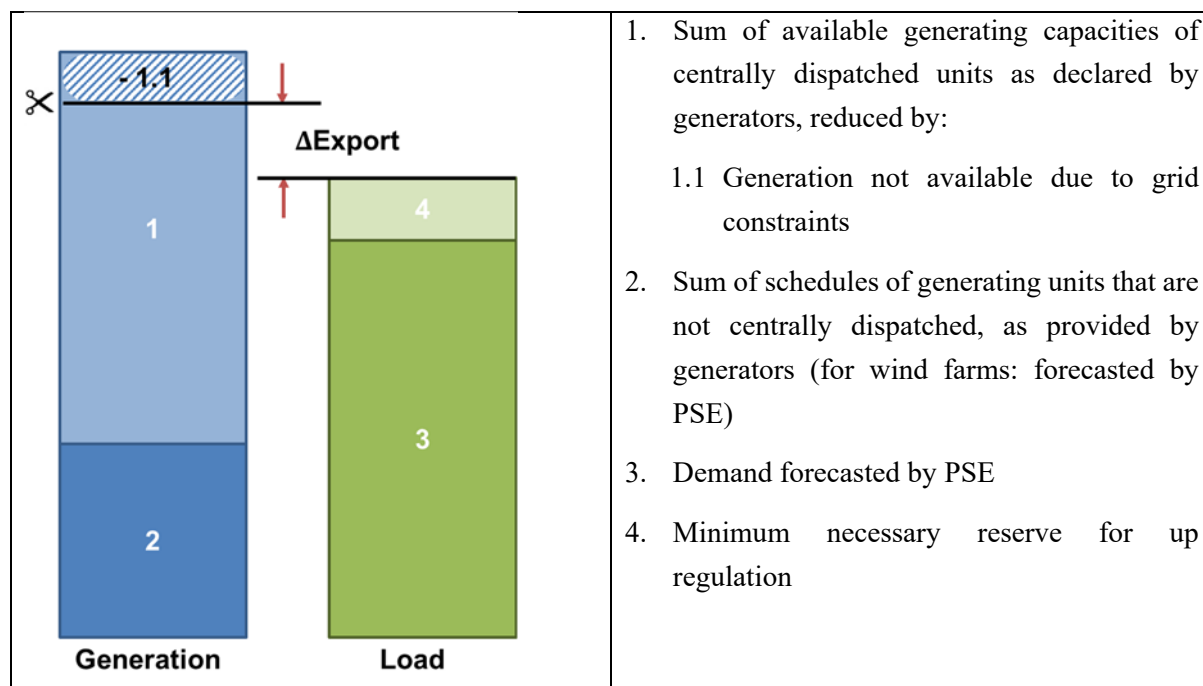 - 1.1
ΔExport
1
4
3
2
Generation
Load
1. Sum of available generating capacities of
centrally dispatched units as declared by
generators, reduced by:
1.1 Generation not available due to grid
constraints
2. Sum of schedules of generating units that are
not centrally dispatched, as provided by
generators (for wind farms: forecasted by
PSE)
3. Demand forecasted by PSE
4. Minimum necessary reserve for up
regulation